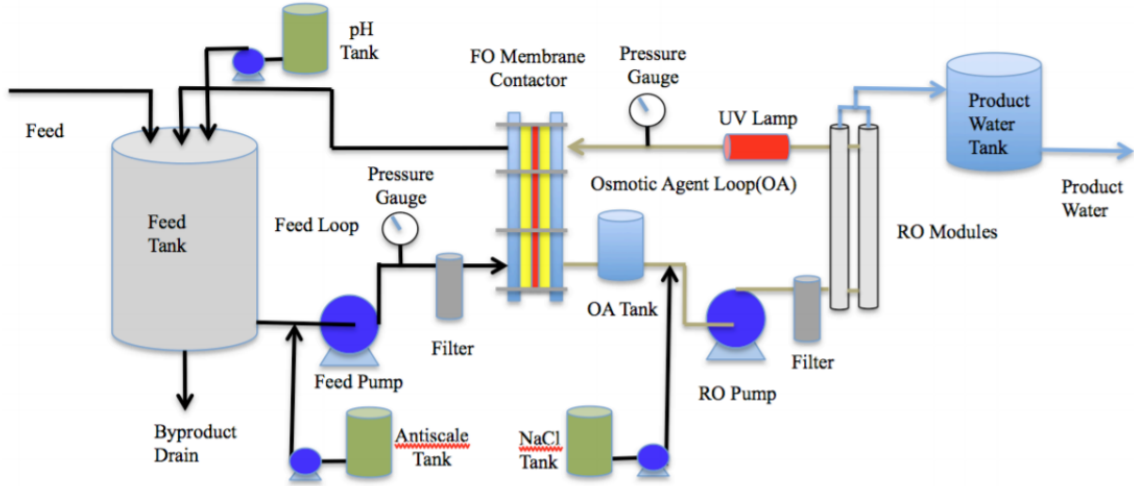 pH
Tank
FO Membrane
Contactor
Pressure
Gauge
UV Lamp
Product
Water
Tank
Feed
Feed
Tank
Pressure
Gauge
Feed Loop
Osmotic Agent Loop(OA)
Product
Water
RO Modules
OA Tank
Filter
Feed Pump
RO Pump
Filter
Byproduct
Drain
Antiscale
Tank
NaCl
Tank